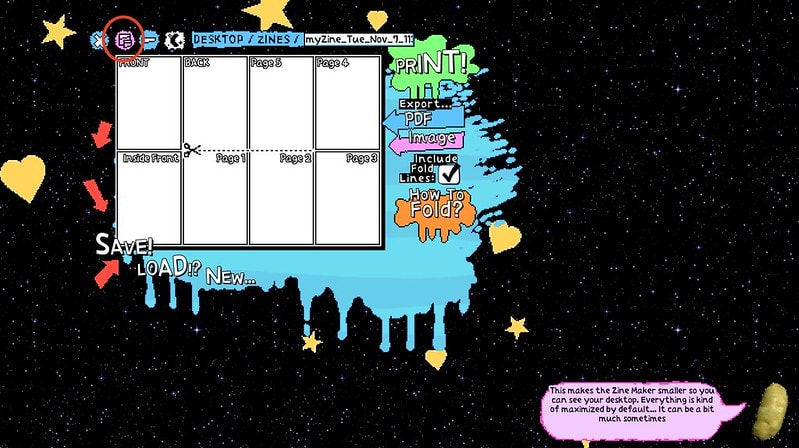 DESKTOP / ZINES / myZine_Tue_Nov_7_11
FRONT
BACK
Page 5
Page 4
Inside Front
Page 1
Page 2
Page 3
PRINT!
Export...
PDF
Image
Include
Fold
Lines:
How To
Fold?
SAVE!
LOAD!?
NEW...
This makes the Zine Maker smaller so you
can see your desktop. Everything is kind
of maximized by default... It can be a bit
much sometimes